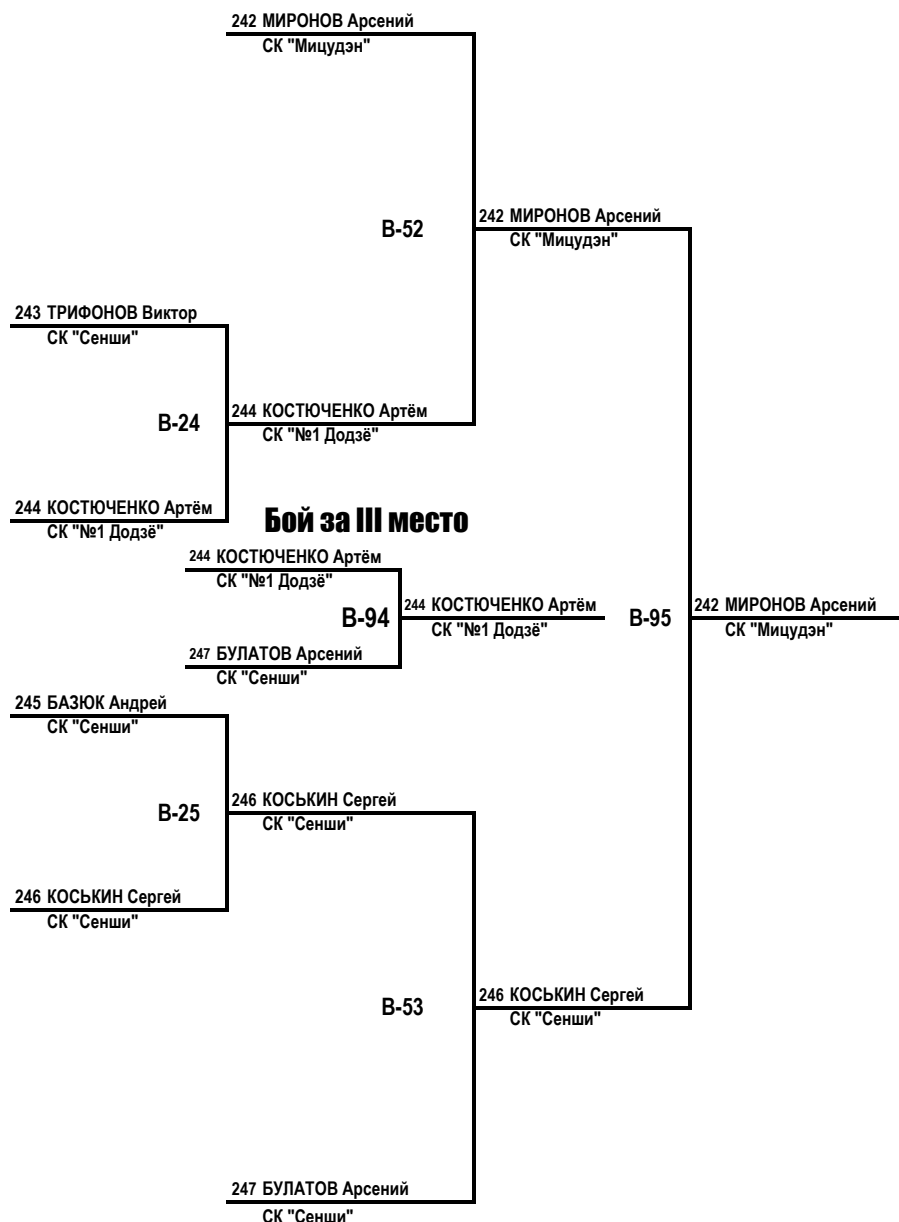 242 МИРОНОВ Арсений
СК "Мицудэн"
В-52
242 МИРОНОВ Арсений
СК "Мицудэн"
243 ТРИФОНОВ Виктор
СК "Сенши"
В-24
244 КОСТЮЧЕНКО Артём
СК "№1 Додзё"
244 КОСТЮЧЕНКО Артём
СК "№1 Додзё"
Бой за III место
244 КОСТЮЧЕНКО Артём
СК "№1 Додзё"
В-94
244 КОСТЮЧЕНКО Артём
СК "№1 Додзё"
В-95
242 МИРОНОВ Арсений
СК "Мицудэн"
247 БУЛАТОВ Арсений
СК "Сенши"
245 БАЗЮК Андрей
СК "Сенши"
В-25
246 КОСЬКИН Сергей
СК "Сенши"
246 КОСЬКИН Сергей
СК "Сенши"
В-53
246 КОСЬКИН Сергей
СК "Сенши"
247 БУЛАТОВ Арсений
СК "Сенши"